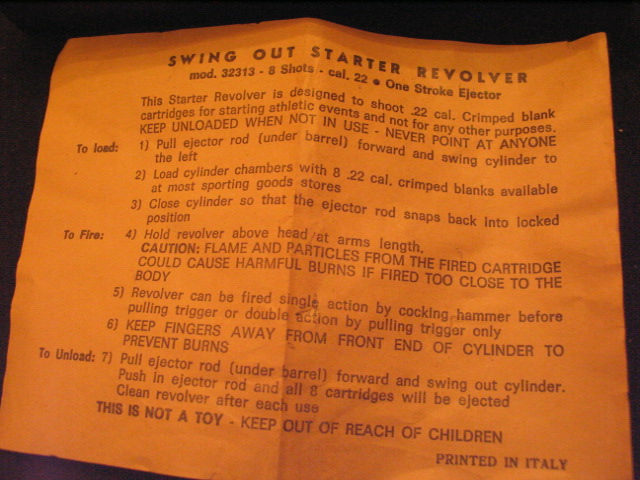 SWING OUT STARTER REVOLVER
mod. 32313 - 8 Shots - cal. 22 • One Stroke Ejector
This Starter Revolver is designed to shoot .22 cal. Crimped blank
cartridges for starting athletic events and not for any other purposes.
KEEP UNLOADED WHEN NOT IN USE - NEVER POINT AT ANYONE
To load: 1) Pull ejector rod (under barrel) forward and swing cylinder to
the left
2) Load cylinder chambers with 8 .22 cal. crimped blanks available
at most sporting goods stores
3) Close cylinder so that the ejector rod snaps back into locked
position
To Fire: 4) Hold revolver above head at arms length.
CAUTION: FLAME AND PARTICLES FROM THE FIRED CARTRIDGE
COULD CAUSE HARMFUL BURNS IF FIRED TOO CLOSE TO THE
BODY
5) Revolver can be fired single action by cocking hammer before
pulling trigger or double action by pulling trigger only
6) KEEP FINGERS AWAY FROM FRONT END OF CYLINDER TO
PREVENT BURNS
To Unload: 7) Pull ejector rod (under barrel) forward and swing out cylinder.
Push in ejector rod and all 8 cartridges will be ejected
Clean revolver after each use
THIS IS NOT A TOY - KEEP OUT OF REACH OF CHILDREN
PRINTED IN ITALY